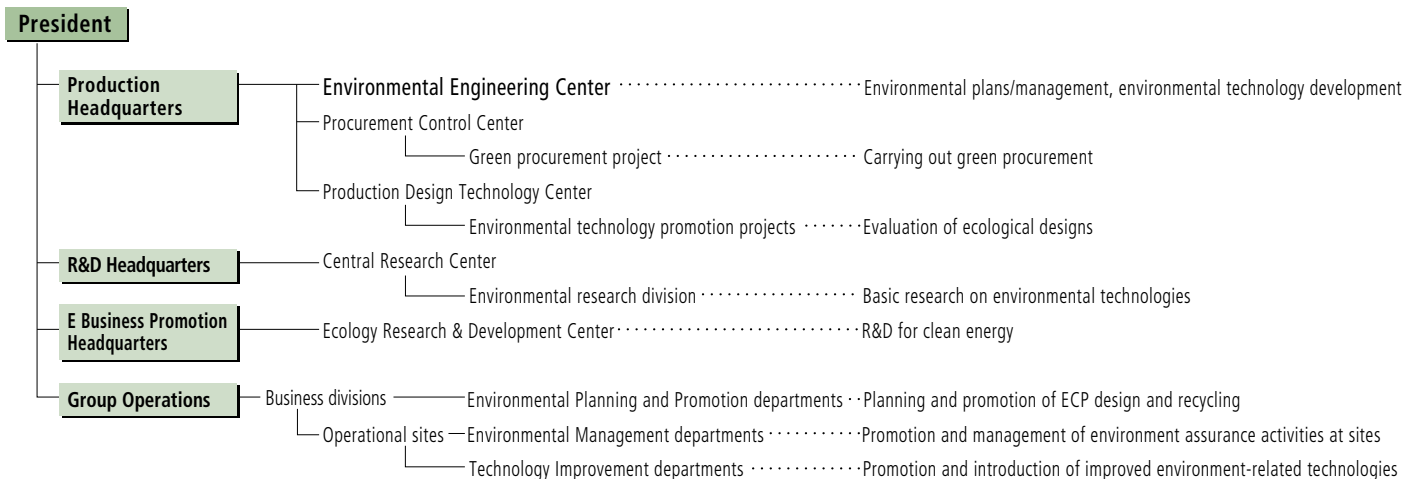 President
Production
Headquarters
Environmental Engineering Center Environmental plans/management, environmental technology development
Procurement Control Center
Green procurement project Carrying out green procurement
Production Design Technology Center
Environmental technology promotion projects Evaluation of ecological designs
R&D Headquarters Central Research Center
Environmental research division Basic research on environmental technologies
E Business Promotion
Headquarters
Ecology Research & Development Center R&D for clean energy
Group Operations Business divisions Environmental Planning and Promotion departments Planning and promotion of ECP design and recycling
Operational sites Environmental Management departments Promotion and management of environment assurance activities at sites
Technology Improvement departments Promotion and introduction of improved environment-related technologies